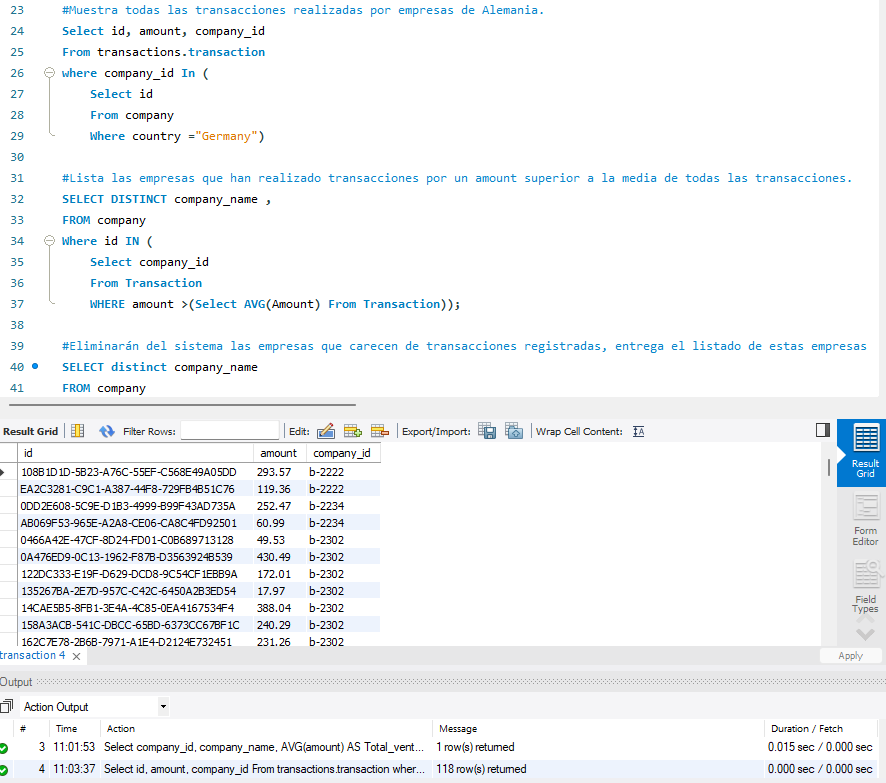 23 #Muestra todas las transacciones realizadas por empresas de Alemania.
24 Select id, amount, company_id
25 From transactions.transaction
26 where company_id In (
27 Select id
28 From company
29 Where country ="Germany")
30
31 #Lista las empresas que han realizado transacciones por un amount superior a la media de todas las transacciones.
32 SELECT DISTINCT company_name ,
33 FROM company
34 Where id IN (
35 Select company_id
36 From Transaction
37 WHERE amount >(Select AVG(Amount) From Transaction));
38
39 #Eliminarán del sistema las empresas que carecen de transacciones registradas, entrega el listado de estas empresas
40 SELECT distinct company_name
41 FROM company
Result Grid Filter Rows: Edit: Export/Import: Wrap Cell Content: IA
id amount company_id
108B1D1D-5B23-A76C-55EF-C568E49A05DD 293.57 b-2222
EA2C3281-C9C1-A387-44F8-729FB4B51C76 119.36 b-2222
0DD2E608-5C9E-D1B3-4999-B99F43AD735A 252.47 b-2234
AB069F53-965E-A2A8-CE06-CA8C4FD92501 60.99 b-2234
0466A42E-47CF-8D24-FD01-C0B689713128 49.53 b-2302
0A476ED9-0C13-1962-F87B-D3563924B539 430.49 b-2302
122DC333-E19F-D629-DCD8-9C54CF1EBB9A 172.01 b-2302
135267BA-2E7D-957C-C42C-6450A2B3ED54 17.97 b-2302
14CAE5B5-8FB1-3E4A-4C85-0EA4167534F4 388.04 b-2302
158A3ACB-541C-DBCC-65BD-6373CC67BF1C 240.29 b-2302
162C7E78-2B6B-7971-A1E4-D2124E732451 231.26 b-2302
Result
Grid
Form
Editor
Field
Types
transaction 4
Apply
Output
Action Output
# Time Action Message Duration / Fetch
3 11:01:53 Select company_id, company_name, AVG(amount) AS Total_vent... 1 row(s) returned 0.015 sec / 0.000 sec
4 11:03:37 Select id, amount, company_id From transactions.transaction wher... 118 row(s) returned 0.000 sec / 0.000 sec